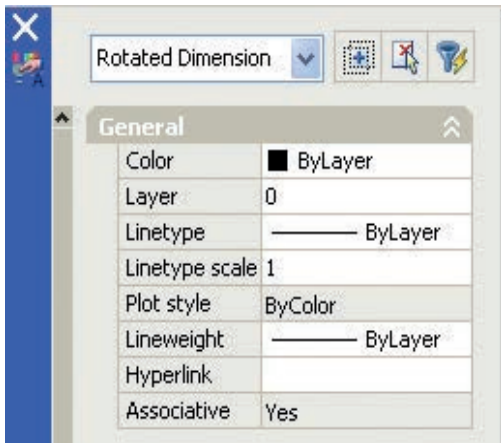 Rotated Dimension
General
Color ByLayer
Layer 0
Linetype ByLayer
Linetype scale 1
Plot style ByColor
Lineweight ByLayer
Hyperlink
Associative Yes